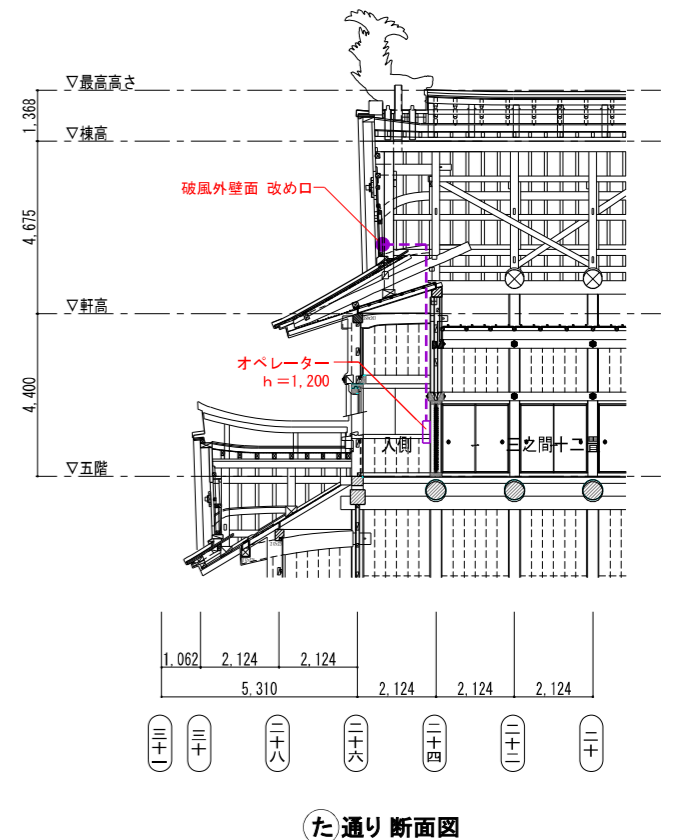 ▽最高高さ
1,368
▽棟高
破風外壁面 改め口
4,675
▽軒高
オペレーター
h=1,200
4,400
入側
三之間十二畳
▽五階
1,062
2,124
2,124
5,310
2,124
2,124
2,124
三十一
三十
二十八
二十六
二十四
二十二
二十
た通り 断面図